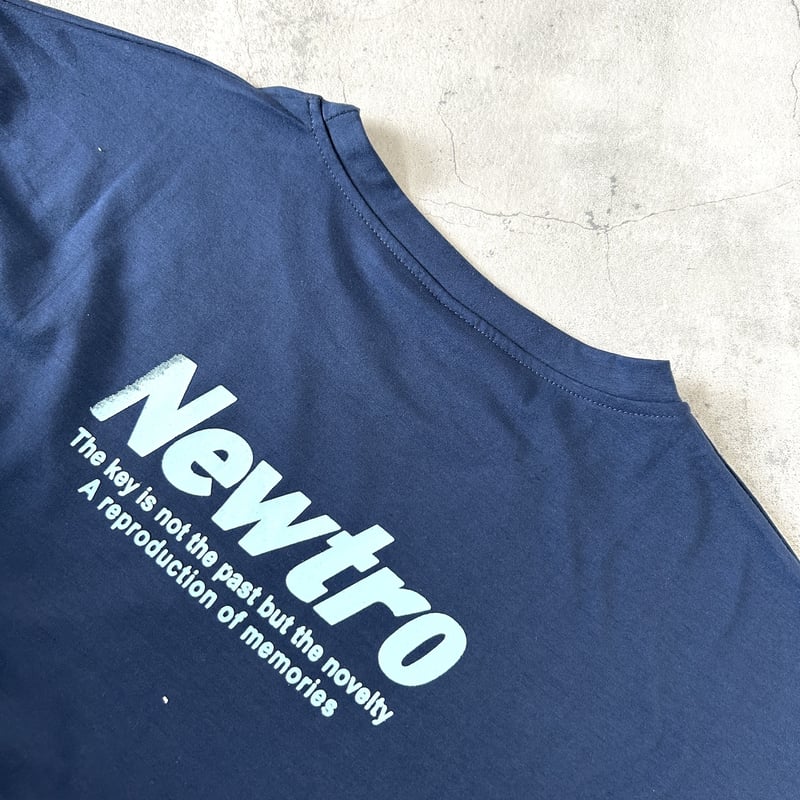 Newtro
The key is not the past but the novelty
A reproduction of memories